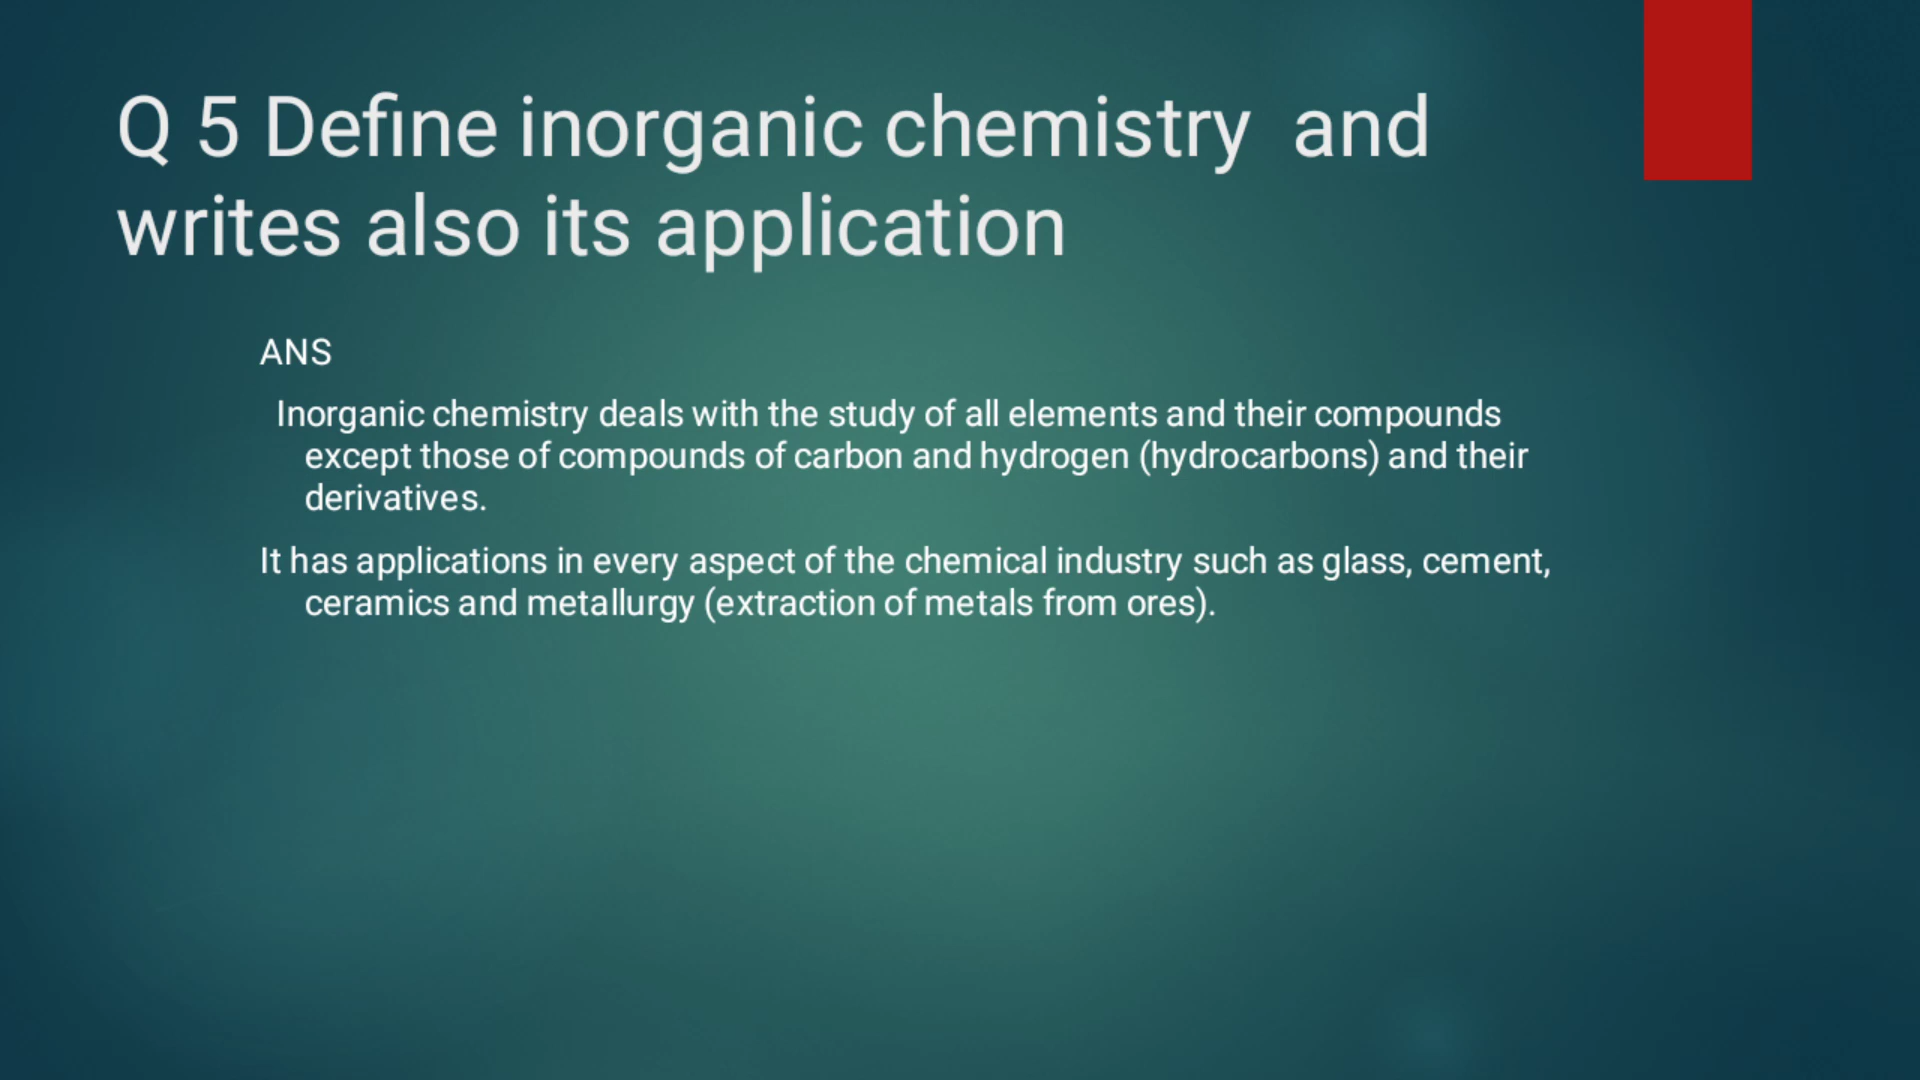 Q 5 Define inorganic chemistry  and
writes also its application
ANS
Inorganic chemistry deals with the study of all elements and their compounds
except those of compounds of carbon and hydrogen (hydrocarbons) and their
derivatives.
It has applications in every aspect of the chemical industry such as glass, cement,
ceramics and metallurgy (extraction of metals from ores).